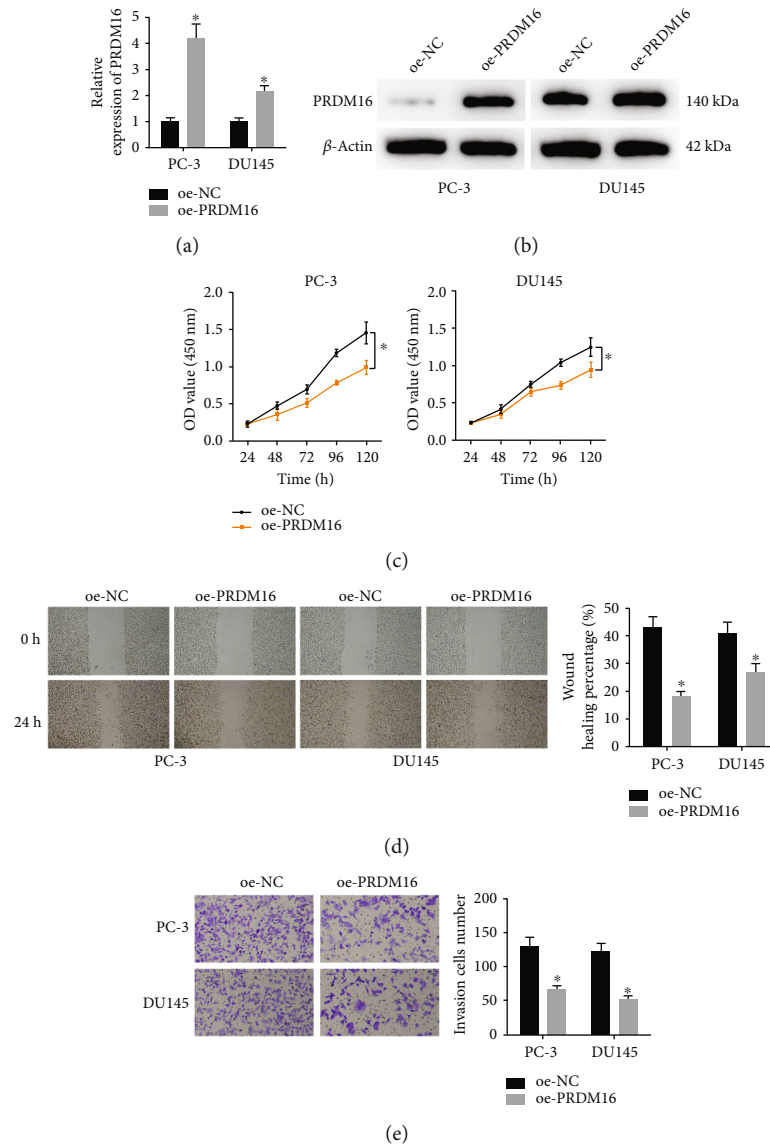 Relative
expression of PRDM16
5
4
3
2
1
0
*
*
PC-3 DU145
oe-NC
oe-PRDM16
(a)
oe-NC oe-PRDM16 oe-NC oe-PRDM16
PRDM16 140 kDa
β-Actin 42 kDa
PC-3 DU145
(b)
PC-3
OD value (450 nm)
2.0
1.5
1.0
0.5
0.0
*
24 48 72 96 120
Time (h)
DU145
OD value (450 nm)
2.0
1.5
1.0
0.5
0.0
*
24 48 72 96 120
Time (h)
oe-NC
oe-PRDM16
(c)
oe-NC oe-PRDM16 oe-NC oe-PRDM16
0 h
24 h
PC-3 DU145
Wound
healing percentage (%)
50
40
30
20
10
0
*
*
PC-3 DU145
oe-NC
oe-PRDM16
(d)
oe-NC oe-PRDM16
PC-3
DU145
Invasion cells number
200
150
100
50
0
*
*
PC-3 DU145
oe-NC
oe-PRDM16
(e)